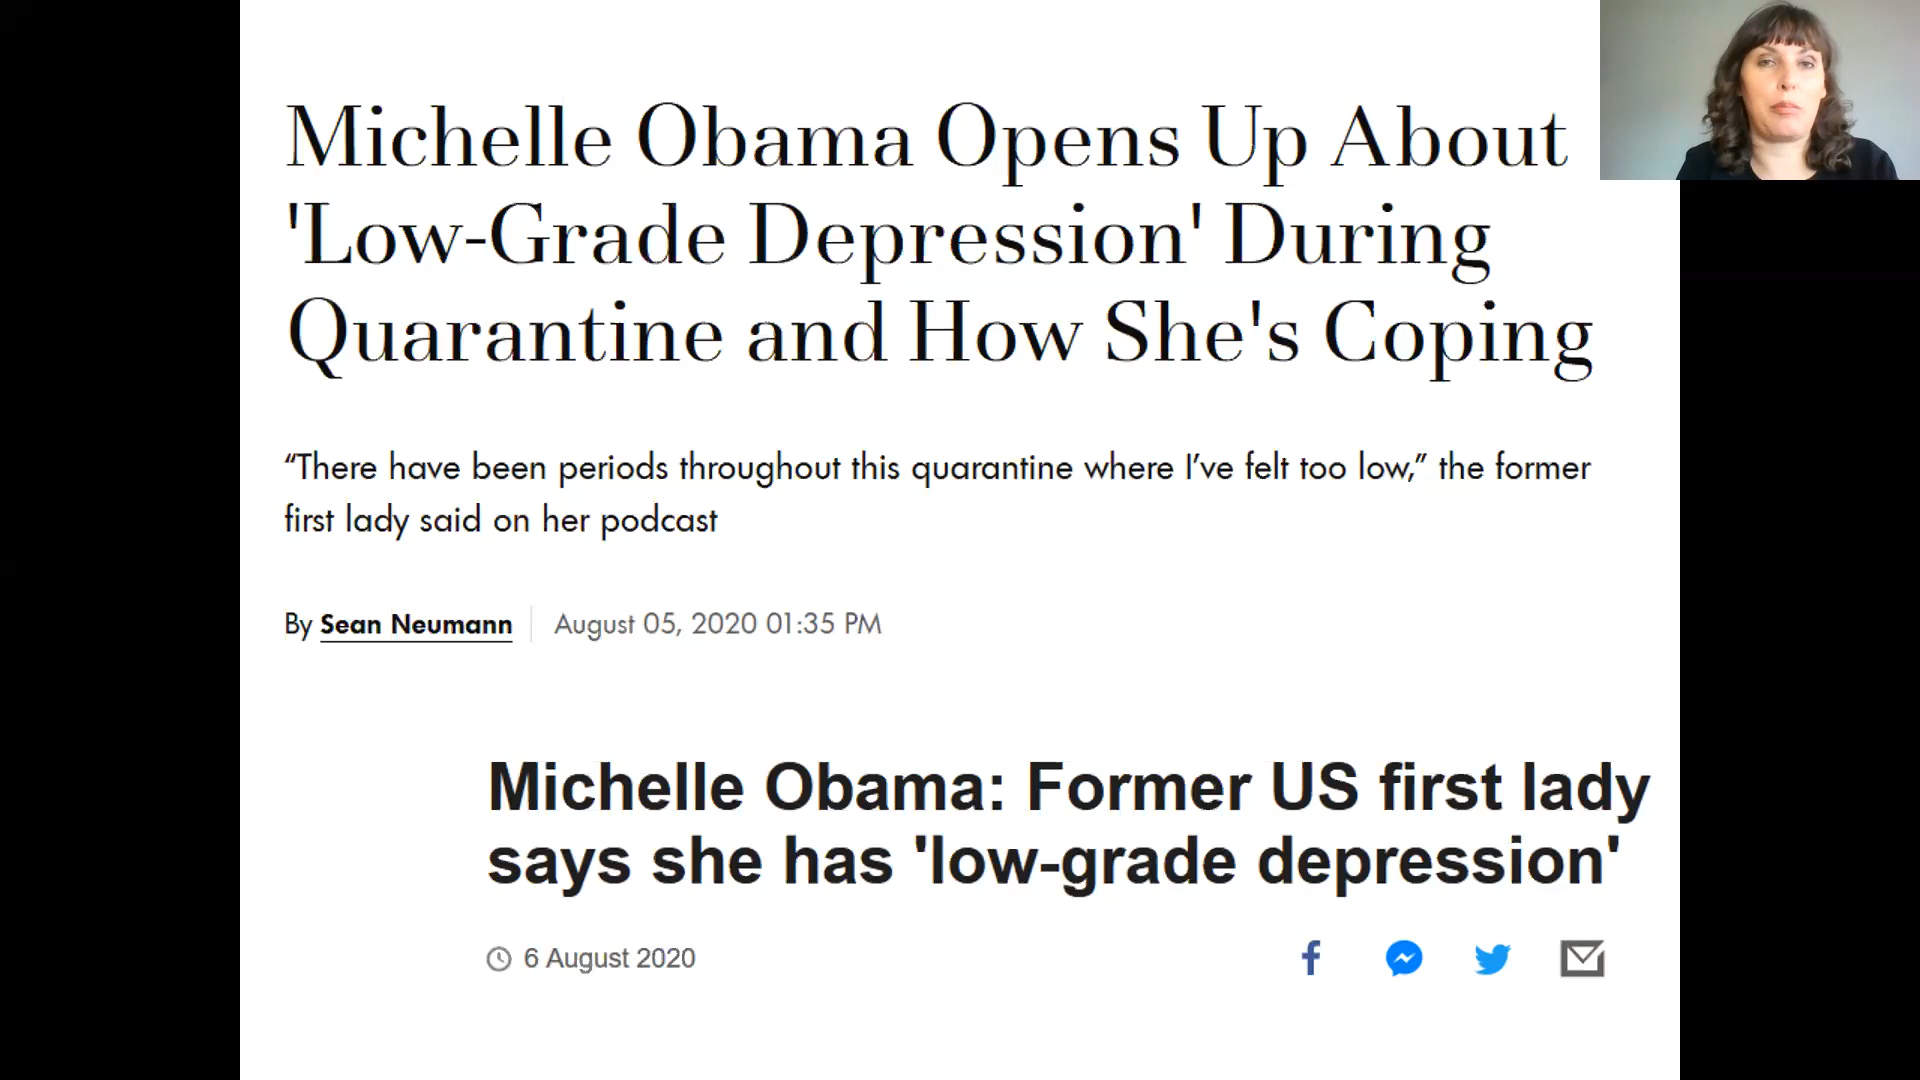 Michelle Obama Opens Up About
'Low-Grade Depression' During
Quarantine and How She's Coping
“There have been periods throughout this quarantine where I’ve felt too low,” the former
first lady said on her podcast
By Sean Neumann August 05, 2020 01:35 PM
Michelle Obama: Former US first lady
says she has 'low-grade depression'
6 August 2020